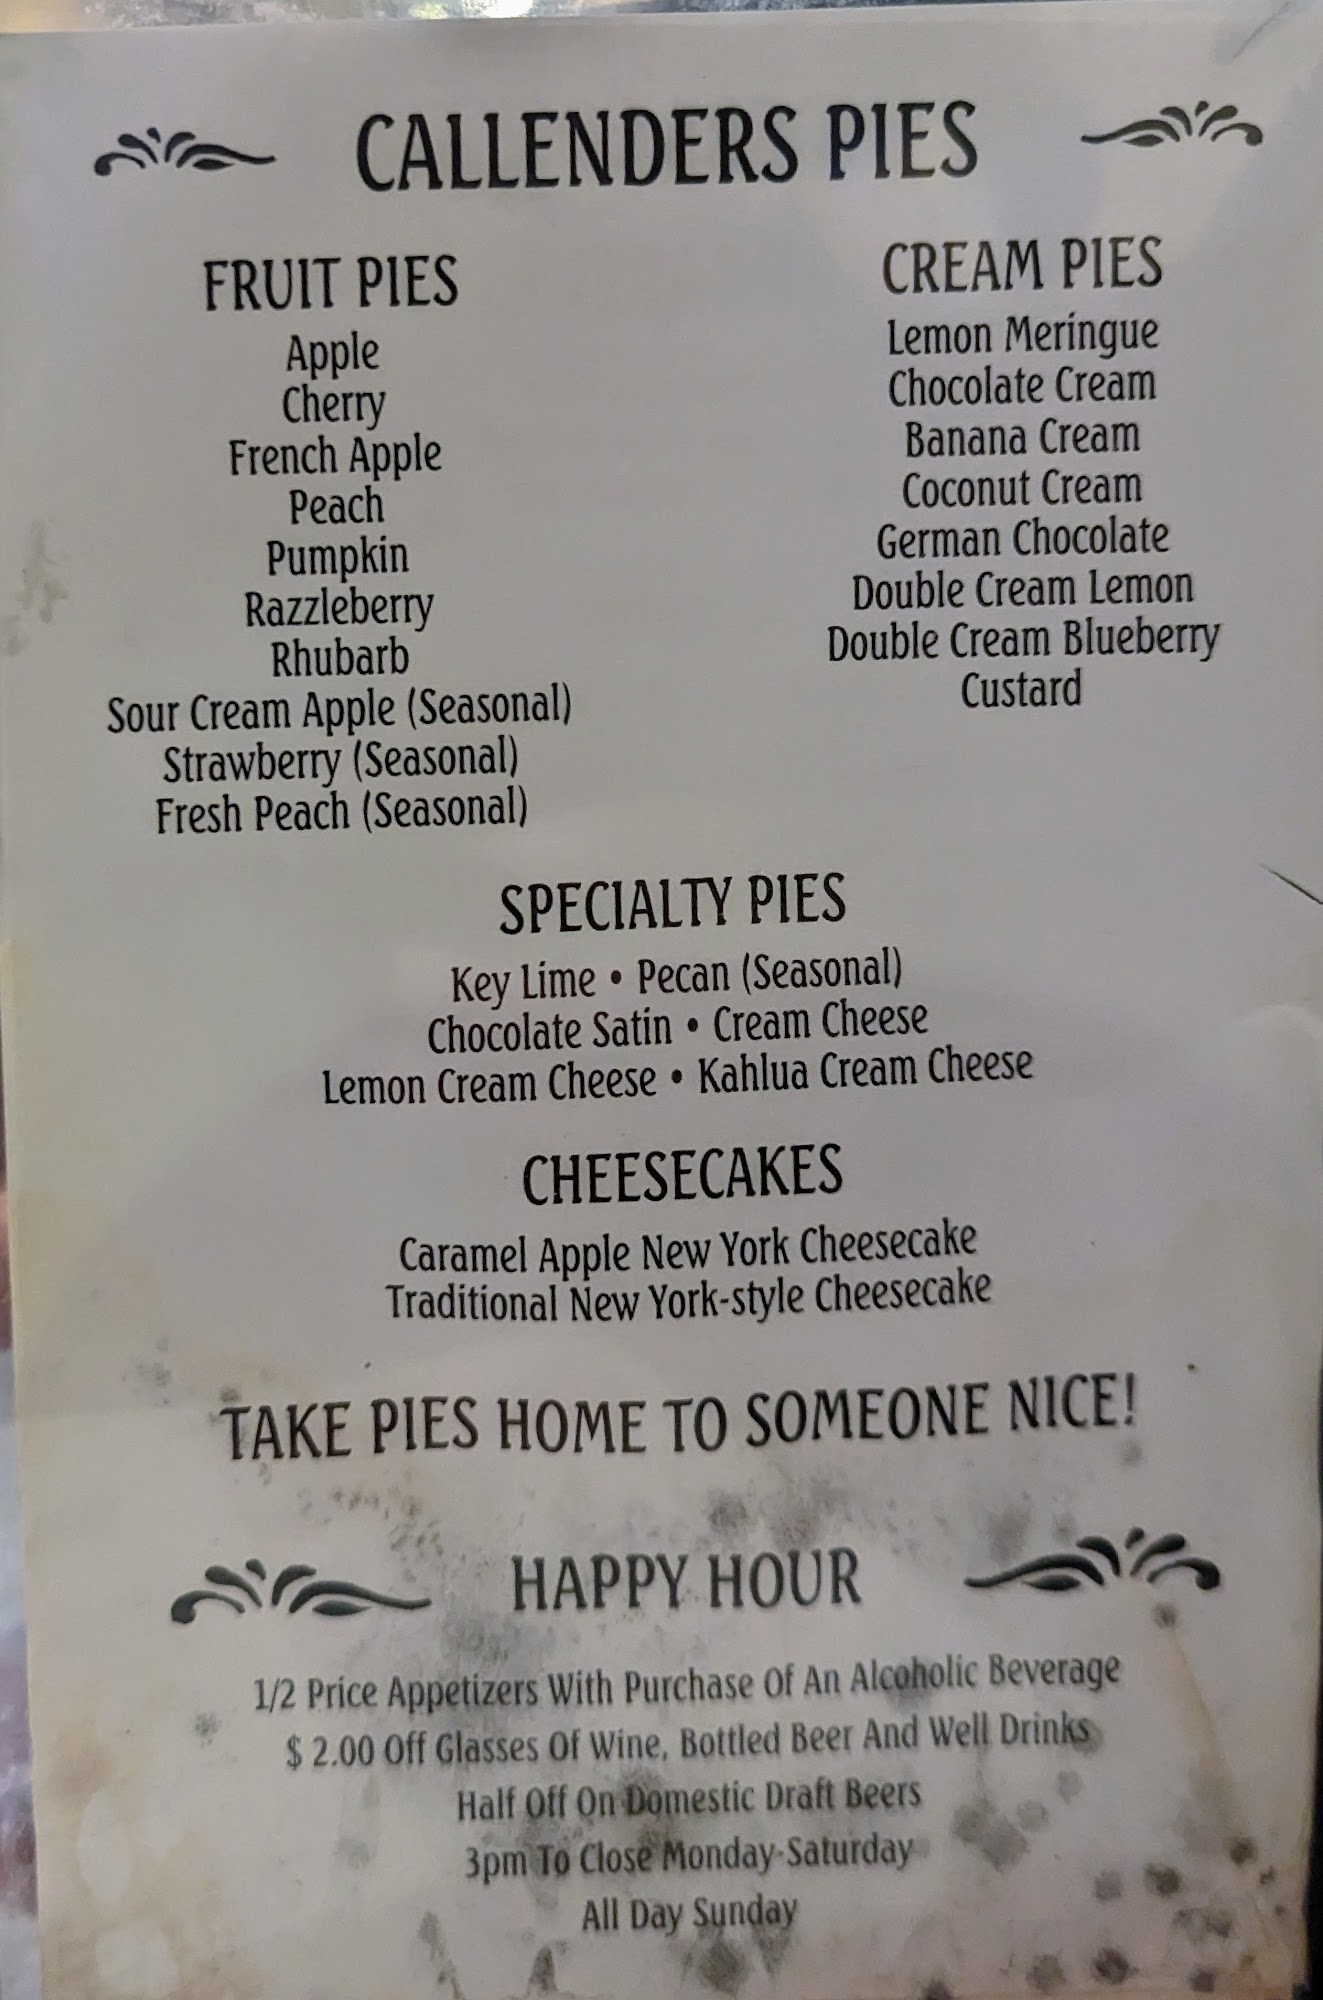 CALLENDERS PIES
FRUIT PIES
Apple
Cherry
French Apple
Peach
Pumpkin
Razzleberry
Rhubarb
Sour Cream Apple (Seasonal)
Strawberry (Seasonal)
Fresh Peach (Seasonal)
CREAM PIES
Lemon Meringue
Chocolate Cream
Banana Cream
Coconut Cream
German Chocolate
Double Cream Lemon
Double Cream Blueberry
Custard
SPECIALTY PIES
Key Lime • Pecan (Seasonal)
Chocolate Satin • Cream Cheese
Lemon Cream Cheese • Kahlua Cream Cheese
CHEESECAKES
Caramel Apple New York Cheesecake
Traditional New York-style Cheesecake
TAKE PIES HOME TO SOMEONE NICE!
HAPPY HOUR
1/2 Price Appetizers With Purchase Of An Alcoholic Beverage
$ 2.00 Off Glasses Of Wine, Bottled Beer And Well Drinks
Half Off On Domestic Draft Beers
3pm To Close Monday-Saturday
All Day Sunday